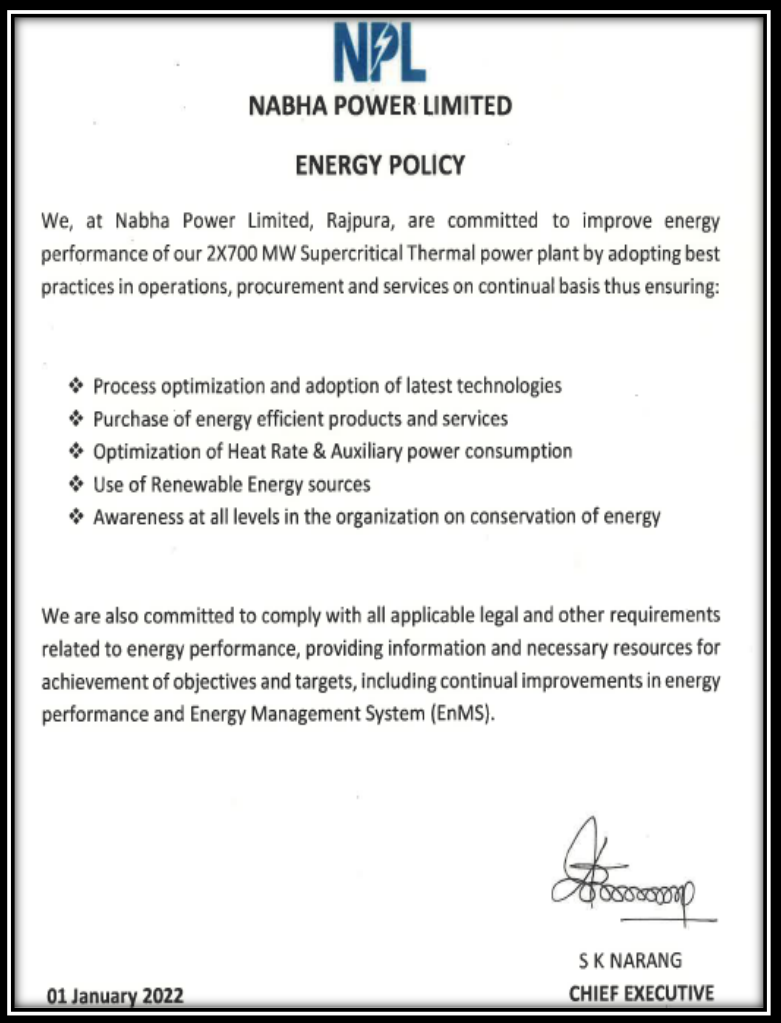 NPL
NABHA POWER LIMITED
ENERGY POLICY
We, at Nabha Power Limited, Rajpura, are committed to improve energy
performance of our 2X700 MW Supercritical Thermal power plant by adopting best
practices in operations, procurement and services on continual basis thus ensuring:
❖ Process optimization and adoption of latest technologies
❖ Purchase of energy efficient products and services
❖ Optimization of Heat Rate & Auxiliary power consumption
❖ Use of Renewable Energy sources
❖ Awareness at all levels in the organization on conservation of energy
We are also committed to comply with all applicable legal and other requirements
related to energy performance, providing information and necessary resources for
achievement of objectives and targets, including continual improvements in energy
performance and Energy Management System (EnMS).
S K NARANG
01 January 2022 CHIEF EXECUTIVE